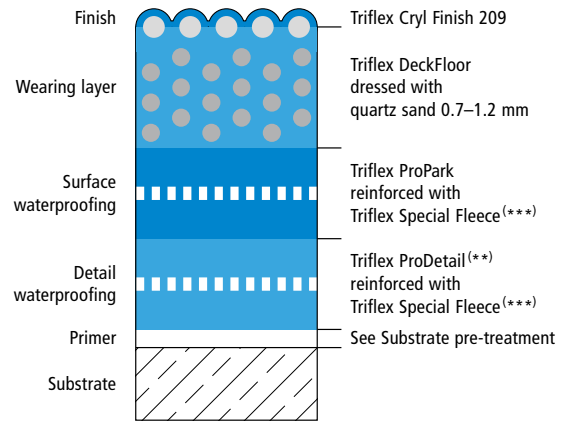 Finish
Triflex Cryl Finish 209
Wearing layer
Triflex DeckFloor
dressed with
quartz sand 0.7–1.2 mm
Surface
waterproofing
Triflex ProPark
reinforced with
Triflex Special Fleece(***)
Detail
waterproofing
Triflex ProDetail(**)
reinforced with
Triflex Special Fleece(***)
Primer
See Substrate pre-treatment
Substrate